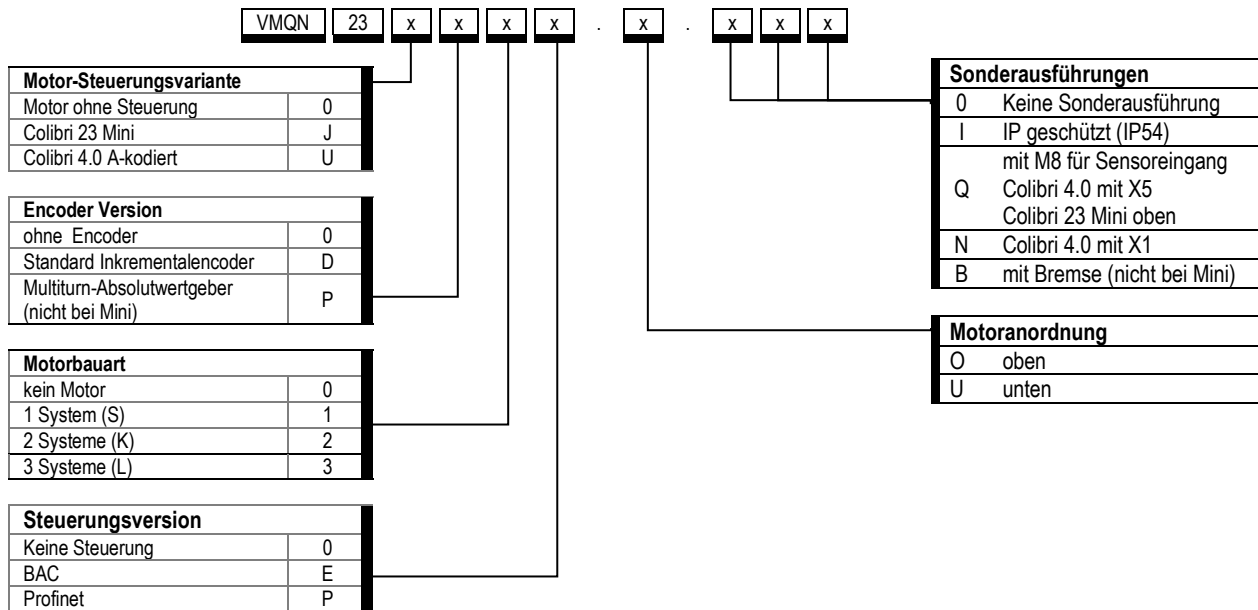 VMQN 23 x x x x . x . x x x
Motor-Steuerungsvariante
Motor ohne Steuerung 0
Colibri 23 Mini J
Colibri 4.0 A-kodiert U
Encoder Version
ohne Encoder 0
Standard Inkrementalencoder D
Multiturn-Absolutwertgeber
(nicht bei Mini) P
Motorbauart
kein Motor 0
1 System (S) 1
2 Systeme (K) 2
3 Systeme (L) 3
Steuerungsversion
Keine Steuerung 0
BAC E
Profinet P
Sonderausführungen
0 Keine Sonderausführung
I IP geschützt (IP54)
mit M8 für Sensoreingang
Q Colibri 4.0 mit X5
Colibri 23 Mini oben
N Colibri 4.0 mit X1
B mit Bremse (nicht bei Mini)
Motoranordnung
O oben
U unten